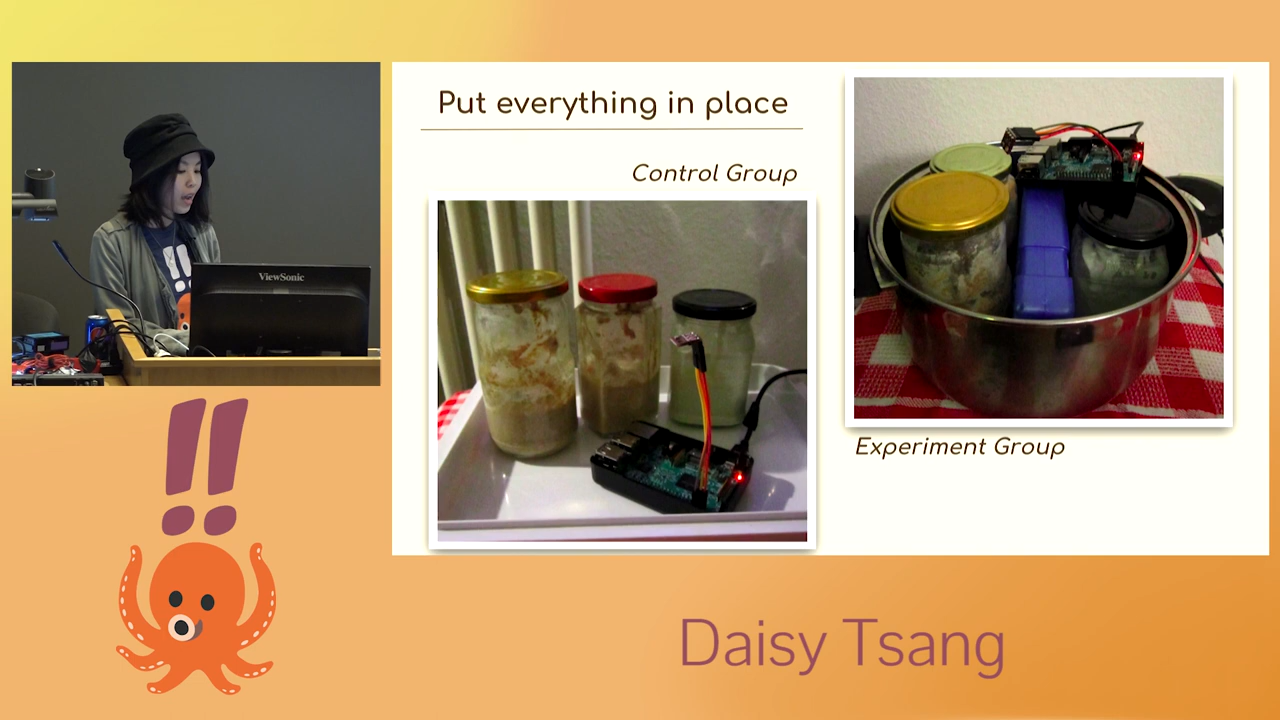 ViewSonic
Put everything in place
Control Group
Experiment Group
!!
Daisy Tsang